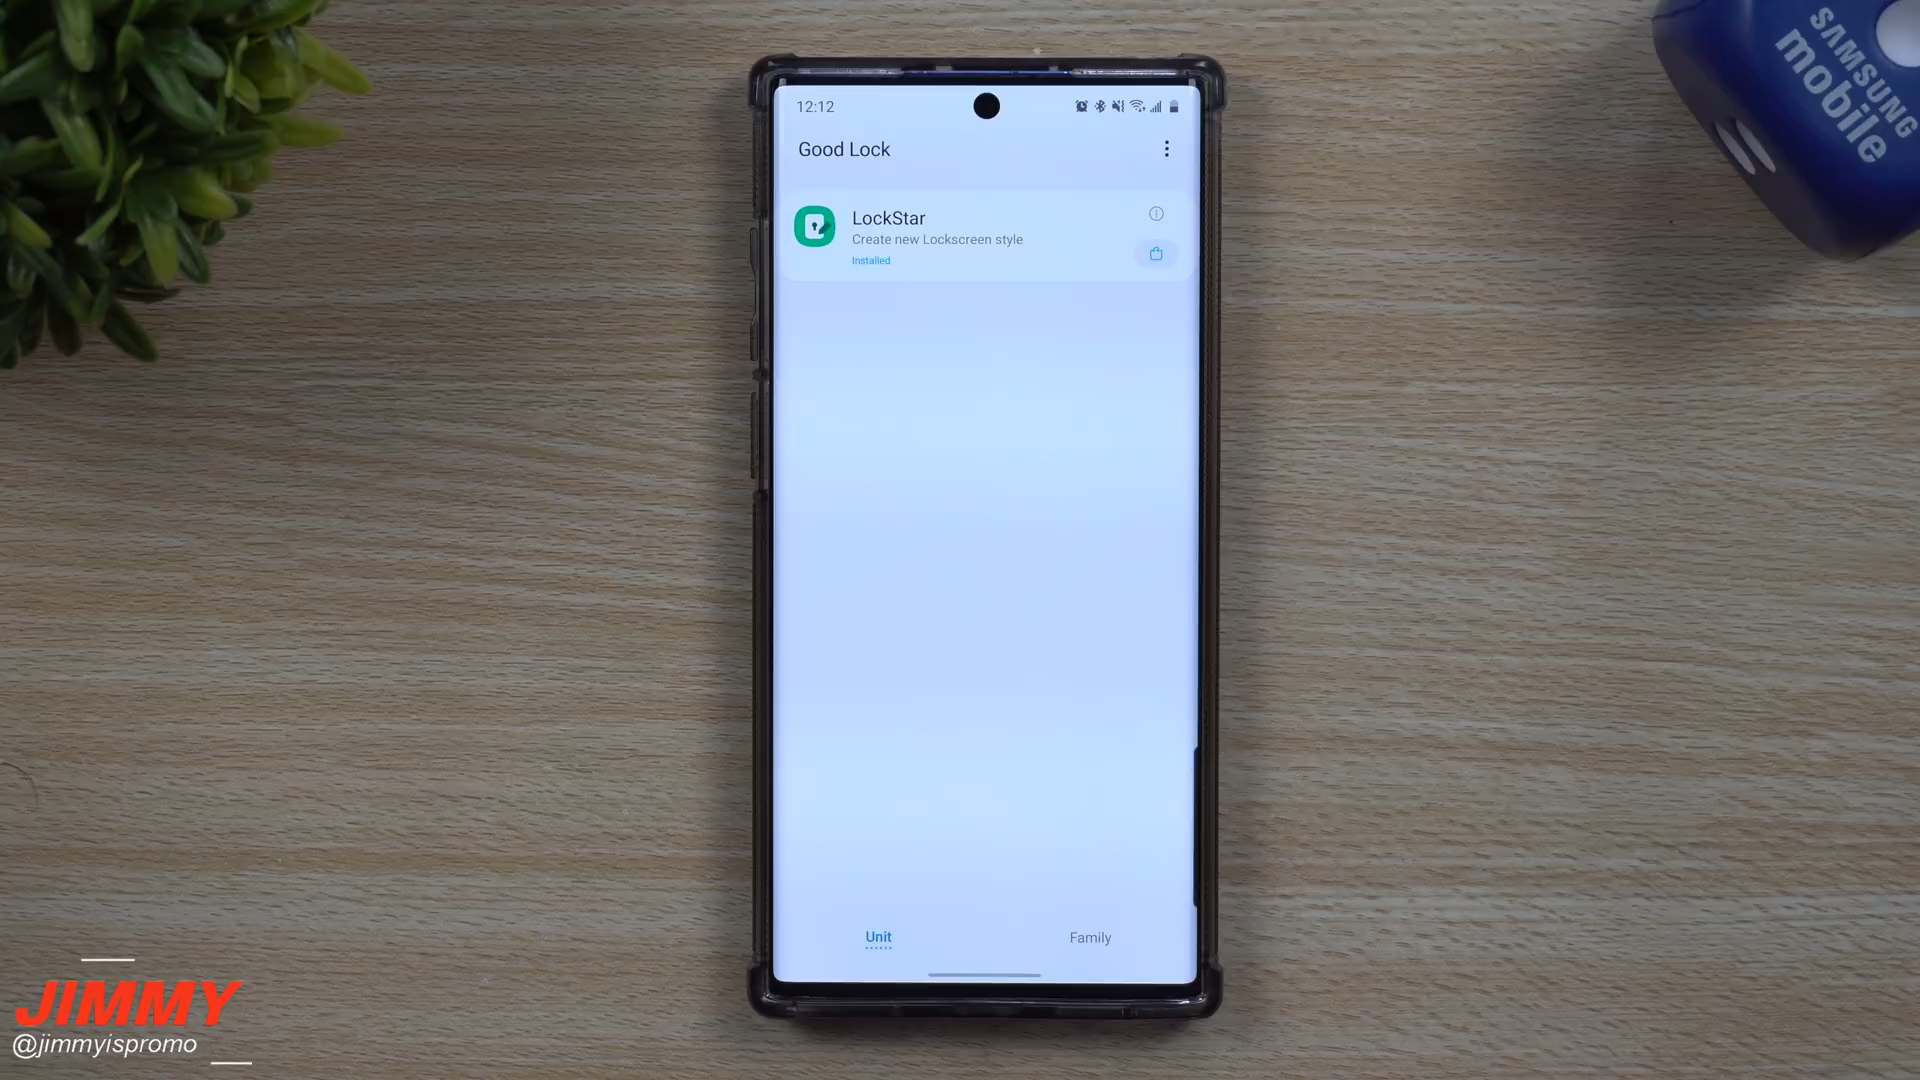 SAMSUNG
mobile
12:12
Good Lock
LockStar
Create new Lockscreen style
Installed
Unit
Family
JIMMY
@jimmyispromo